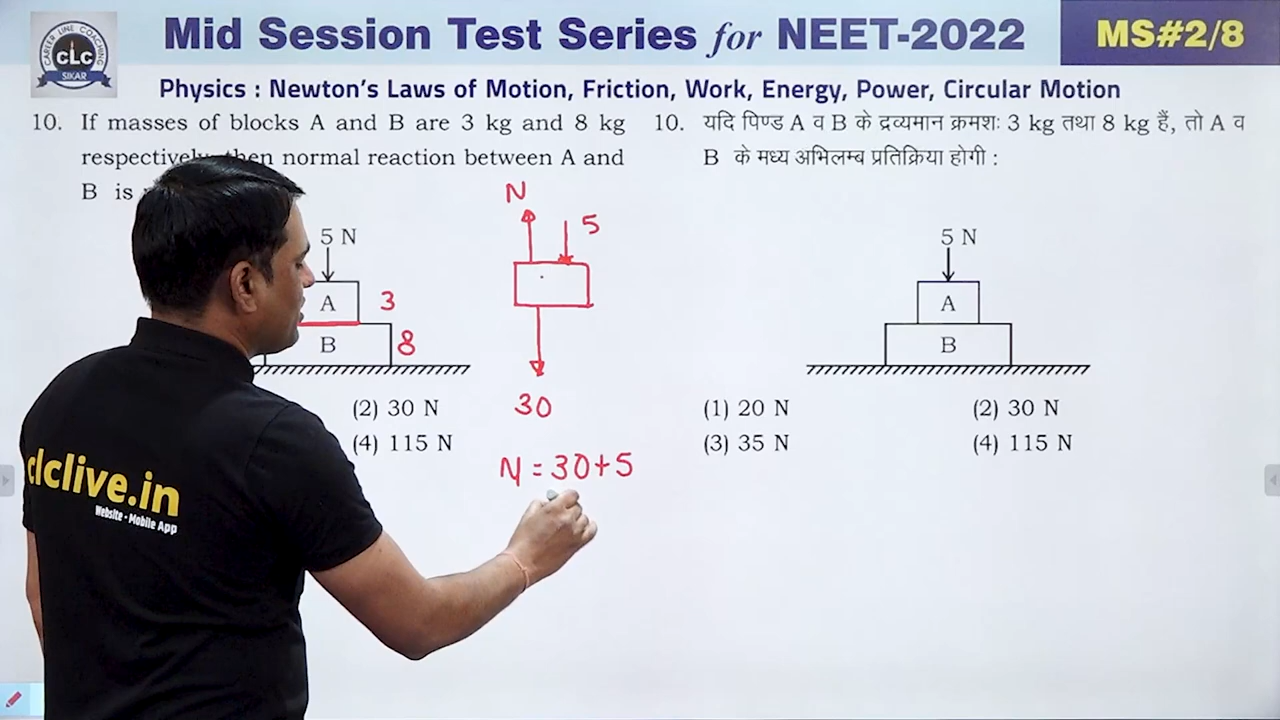 Mid Session Test Series for NEET-2022
MS#2/8
CAREER LINE COACHING
CLC
SIKAR
Physics : Newton's Laws of Motion, Friction, Work, Energy, Power, Circular Motion
10. If masses of blocks A and B are 3 kg and 8 kg
respectively, then normal reaction between A and
B is
5 N
A
3
B
8
(2) 30 N
(4) 115 N
N
5
30
N = 30+5
10. यदि पिण्ड A व B के द्रव्यमान क्रमशः 3 kg तथा 8 kg हैं, तो A व
B के मध्य अभिलम्ब प्रतिक्रिया होगी :
5 N
A
B
(1) 20 N (2) 30 N
(3) 35 N (4) 115 N
clclive.in
Website • Mobile App